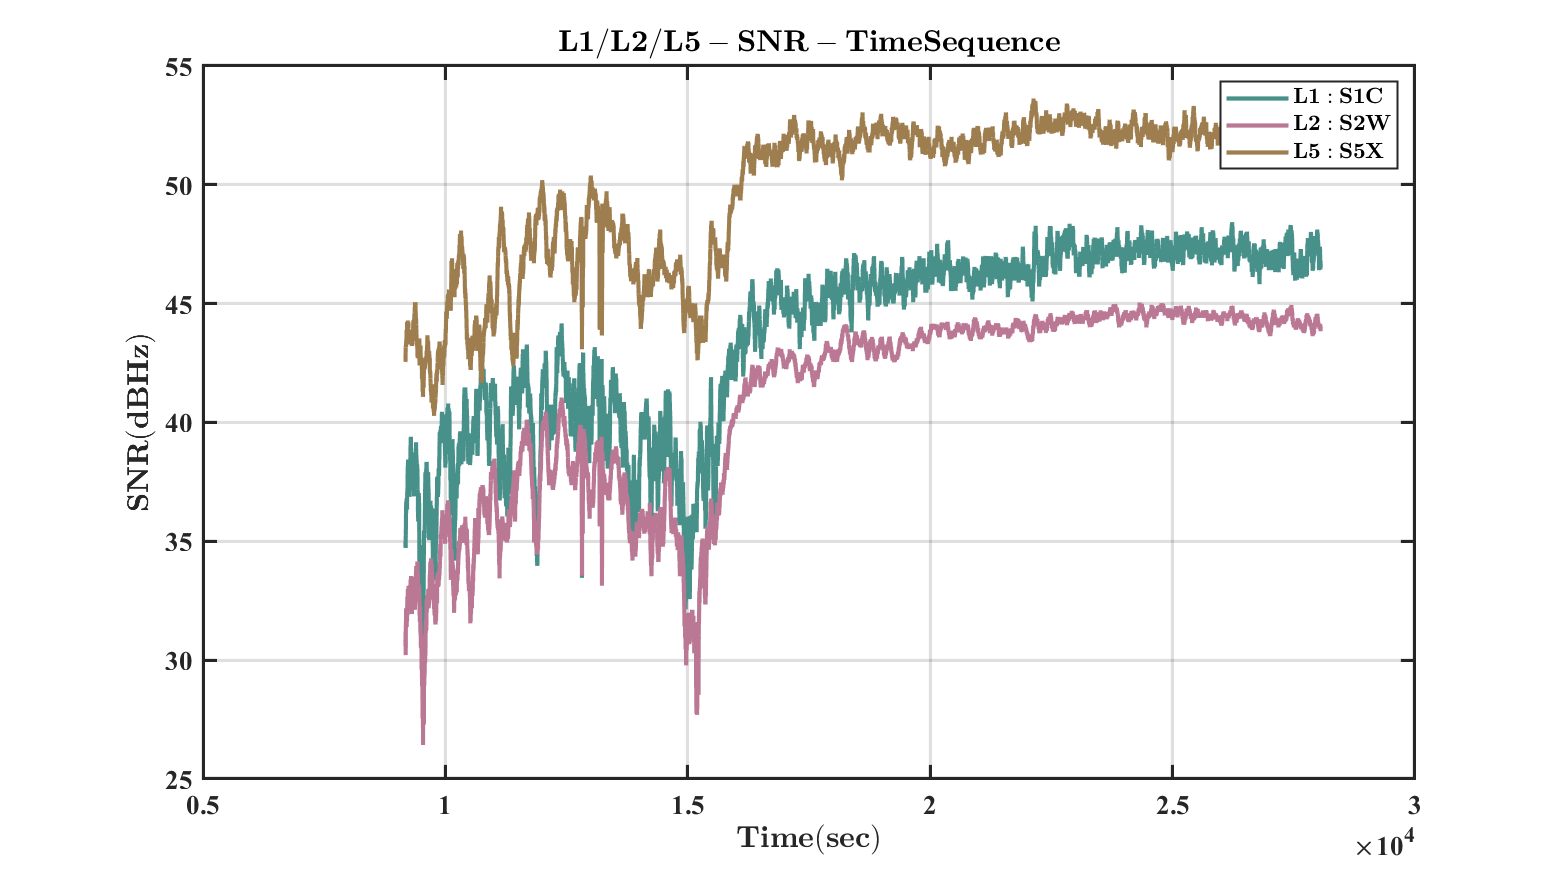 L1/L2/L5 – SNR – TimeSequence
55
50
45
40
35
30
25
SNR(dBHz)
L1 : S1C
L2 : S2W
L5 : S5X
0.5 1 1.5 2 2.5 3
Time(sec)
×10⁴